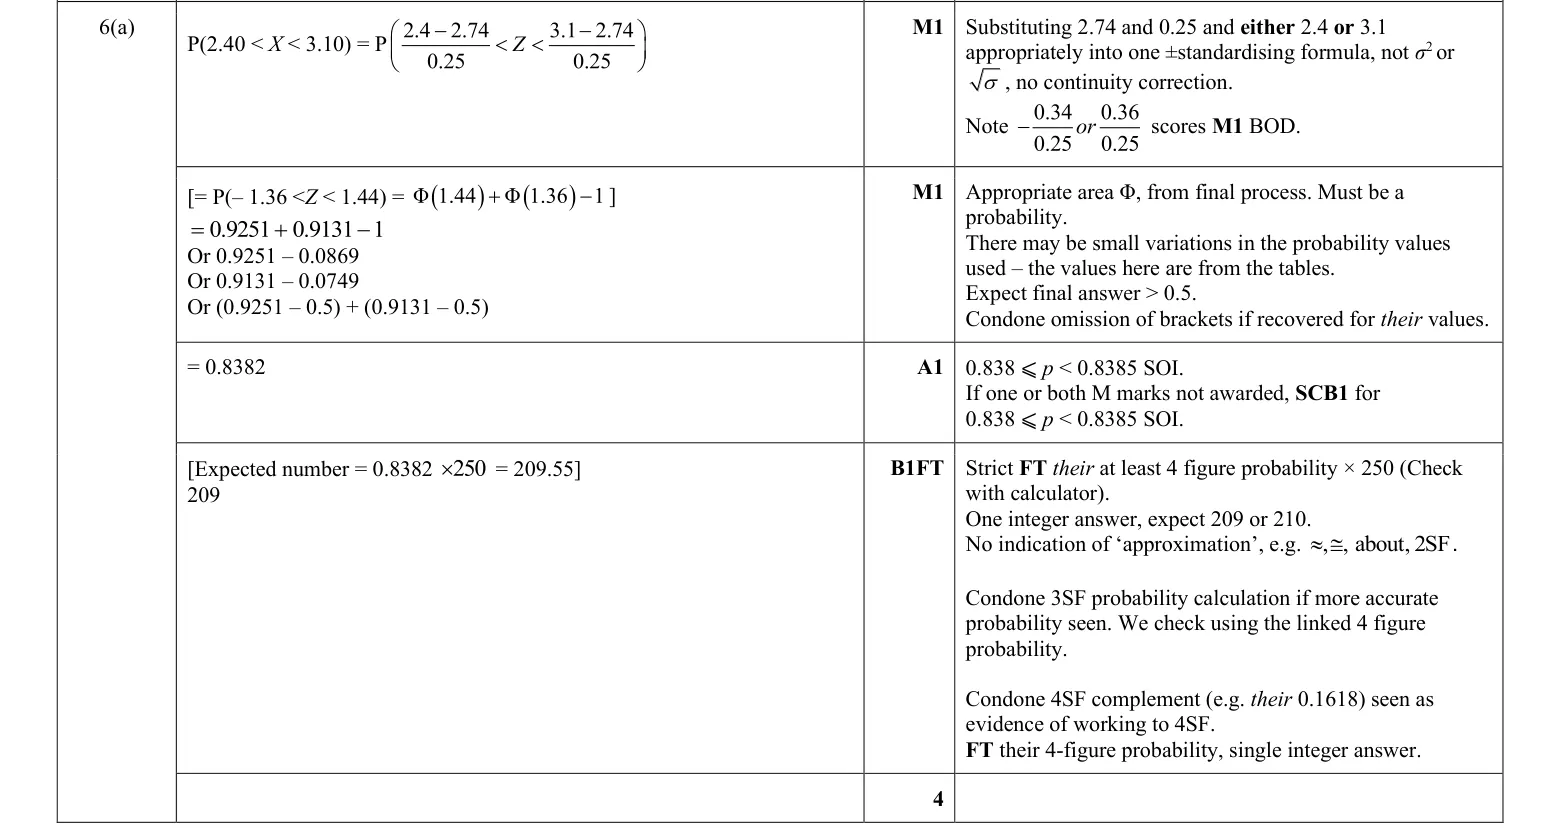 6(a)
P(2.40 < X < 3.10) = P( (2.4 − 2.74)/0.25 < Z < (3.1 − 2.74)/0.25 )
M1
Substituting 2.74 and 0.25 and either 2.4 or 3.1
appropriately into one ±standardising formula, not σ² or
√σ , no continuity correction.
Note −0.34/0.25 or 0.36/0.25 scores M1 BOD.
[= P(– 1.36 <Z < 1.44) = Φ(1.44) + Φ(1.36) − 1 ]
= 0.9251 + 0.9131 − 1
Or 0.9251 – 0.0869
Or 0.9131 – 0.0749
Or (0.9251 – 0.5) + (0.9131 – 0.5)
M1
Appropriate area Φ, from final process. Must be a
probability.
There may be small variations in the probability values
used – the values here are from the tables.
Expect final answer > 0.5.
Condone omission of brackets if recovered for their values.
= 0.8382
A1
0.838 ⩽ p < 0.8385 SOI.
If one or both M marks not awarded, SCB1 for
0.838 ⩽ p < 0.8385 SOI.
[Expected number = 0.8382 ×250 = 209.55]
209
B1FT
Strict FT their at least 4 figure probability × 250 (Check
with calculator).
One integer answer, expect 209 or 210.
No indication of ‘approximation’, e.g. ≈,≅, about, 2SF.
Condone 3SF probability calculation if more accurate
probability seen. We check using the linked 4 figure
probability.
Condone 4SF complement (e.g. their 0.1618) seen as
evidence of working to 4SF.
FT their 4-figure probability, single integer answer.
4